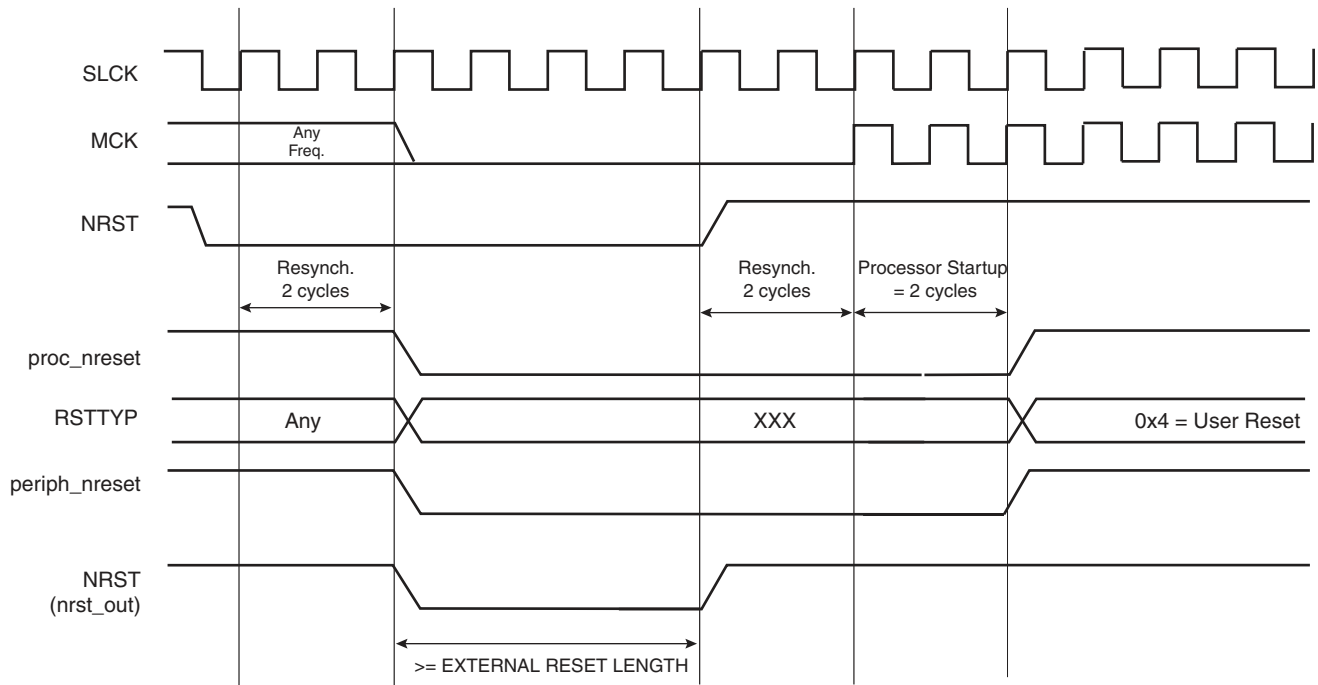 SLCK
MCK
Any
Freq.
NRST
Resynch.
2 cycles
Resynch.
2 cycles
Processor Startup
= 2 cycles
proc_nreset
RSTTYP
Any
XXX
0x4 = User Reset
periph_nreset
NRST
(nrst_out)
>= EXTERNAL RESET LENGTH